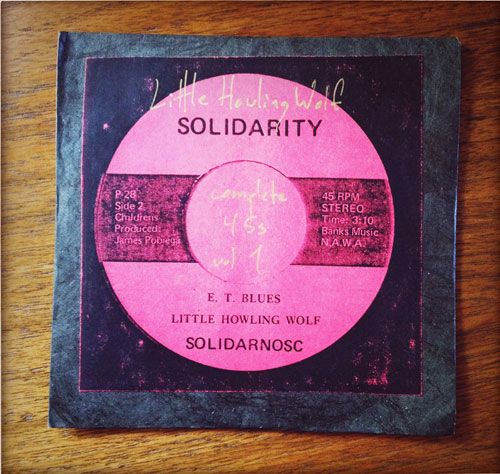 Little Howling Wolf
SOLIDARITY
P-28
Side 2
Childrens
Produced:
James Pobiega
complete
45s
vol 1
45 RPM
STEREO
Time: 3:10
Banks Music
N.A.W.A.
E. T. BLUES
LITTLE HOWLING WOLF
SOLIDARNOSC